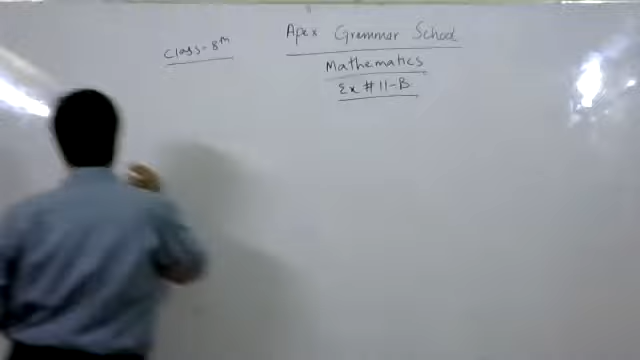 Class-8th
Apex Grammar School
Mathematics
Ex # 11-B